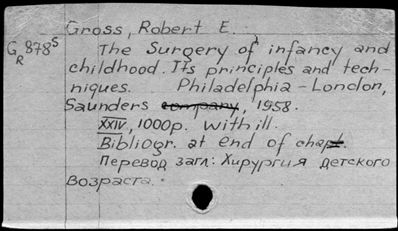 Gross, Robert E.
G 878⁵
R
The Surgery of infancy and
childhood. Its principles and tech-
niques. Philadelphia - London,
Saunders company, 1958.
XXIV, 1000p. with ill.
Bibliogr. at end of chap.
Перевод загл: Хирургия детского
возраста.